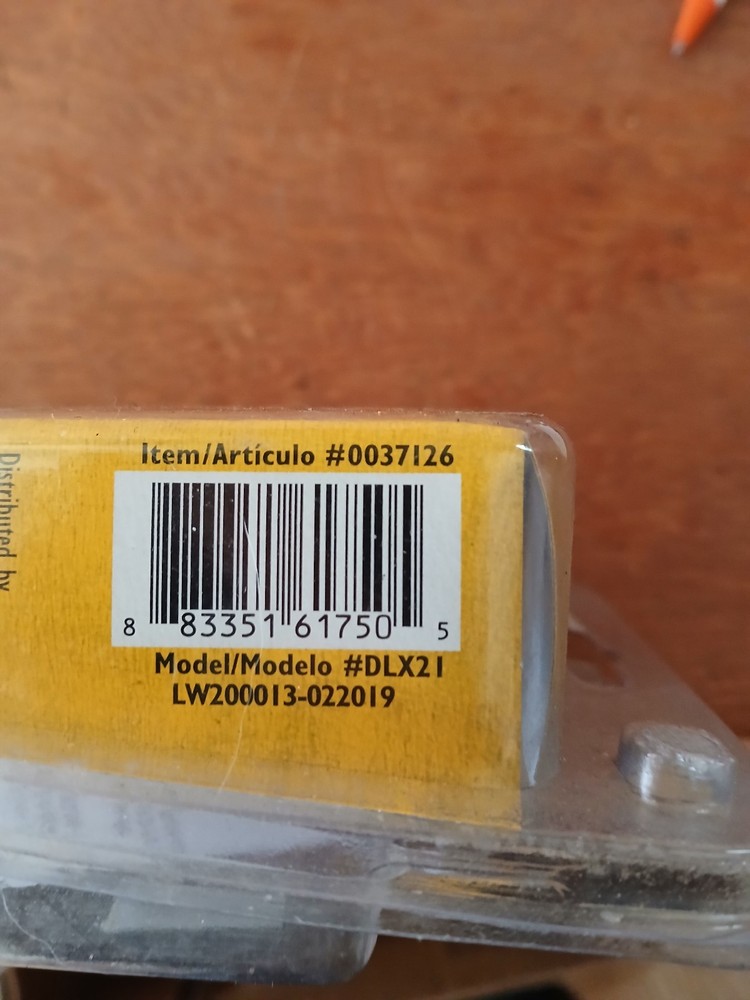 Distributed by
Item/Artículo #0037126
8 83351 61750 5
Model/Modelo #DLX21
LW200013-022019